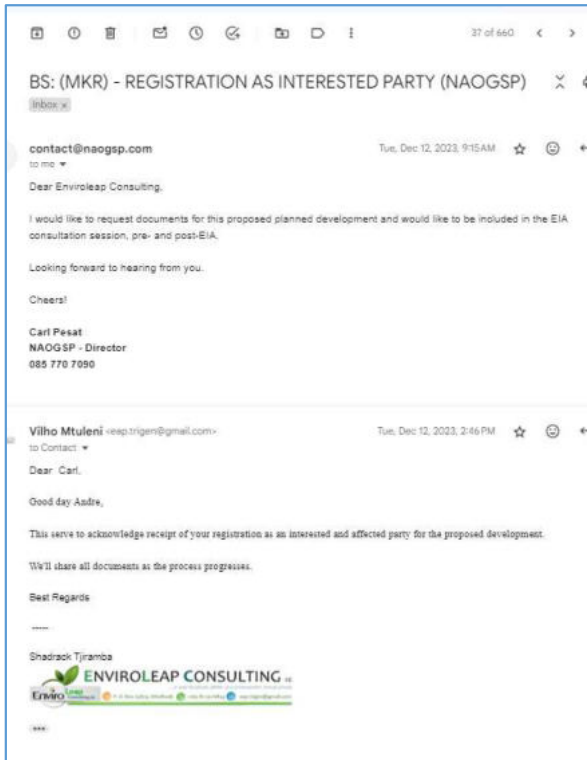 37 of 660
BS: (MKR) - REGISTRATION AS INTERESTED PARTY (NAOGSP)
Inbox x
contact@naogsp.com
Tue, Dec 12, 2023, 9:15 AM
to me
Dear Enviroleap Consulting,
I would like to request documents for this proposed planned development and would like to be included in the EIA
consultation session, pre- and post-EIA.
Looking forward to hearing from you.
Cheers!
Carl Pesat
NAOGSP - Director
085 770 7090
Vilho Mtuleni <eap.trigen@gmail.com>
Tue, Dec 12, 2023, 2:46 PM
to Contact
Dear Carl,
Good day Andre,
This serve to acknowledge receipt of your registration as an interested and affected party for the proposed development.
We'll share all documents as the process progresses.
Best Regards
-----
Shadrack Tjiramba
ENVIROLEAP CONSULTING cc
Enviro Leap